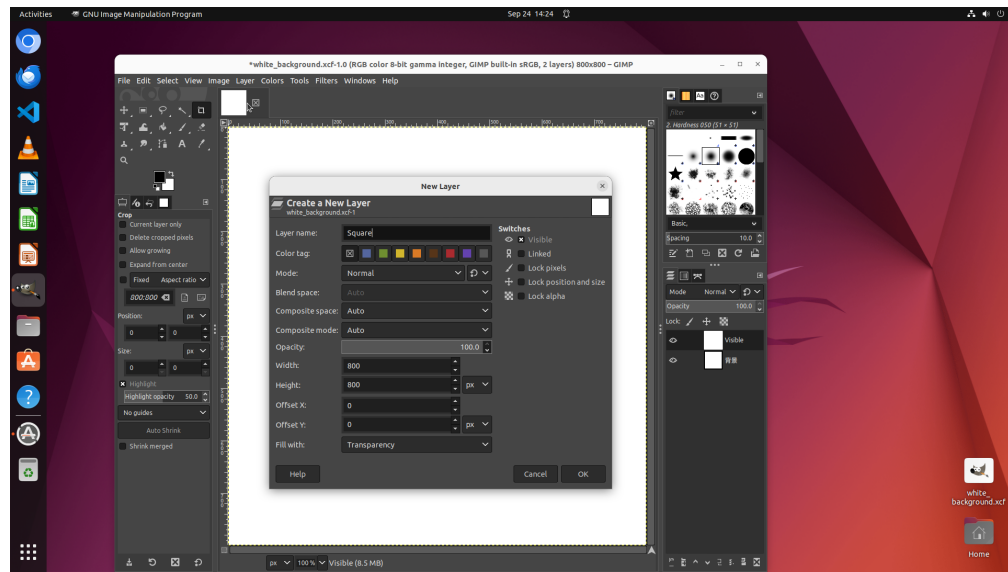 Activities
GNU Image Manipulation Program
Sep 24 14:24
*white_background.xcf-1.0 (RGB color 8-bit gamma integer, GIMP built-in sRGB, 2 layers) 800x800 – GIMP
File Edit Select View Image Layer Colors Tools Filters Windows Help
Crop
Current layer only
Delete cropped pixels
Allow growing
Expand from center
Fixed Aspect ratio
800:800
Position: px
0 0
Size: px
0 0
Highlight
Highlight opacity 50.0
No guides
Auto Shrink
Shrink merged
New Layer
Create a New Layer
white_background.xcf-1
Layer name: Square
Color tag:
Mode: Normal
Blend space: Auto
Composite space: Auto
Composite mode: Auto
Opacity: 100.0
Width: 800
Height: 800 px
Offset X: 0
Offset Y: 0 px
Fill with: Transparency
Switches
Visible
Linked
Lock pixels
Lock position and size
Lock alpha
Help
Cancel
OK
px 100 % Visible (8.5 MB)
Filter
2. Hardness 050 (51 × 51)
Basic,
Spacing 10.0
Mode Normal
Opacity 100.0
Lock:
Visible
背景
white_
background.xcf
Home